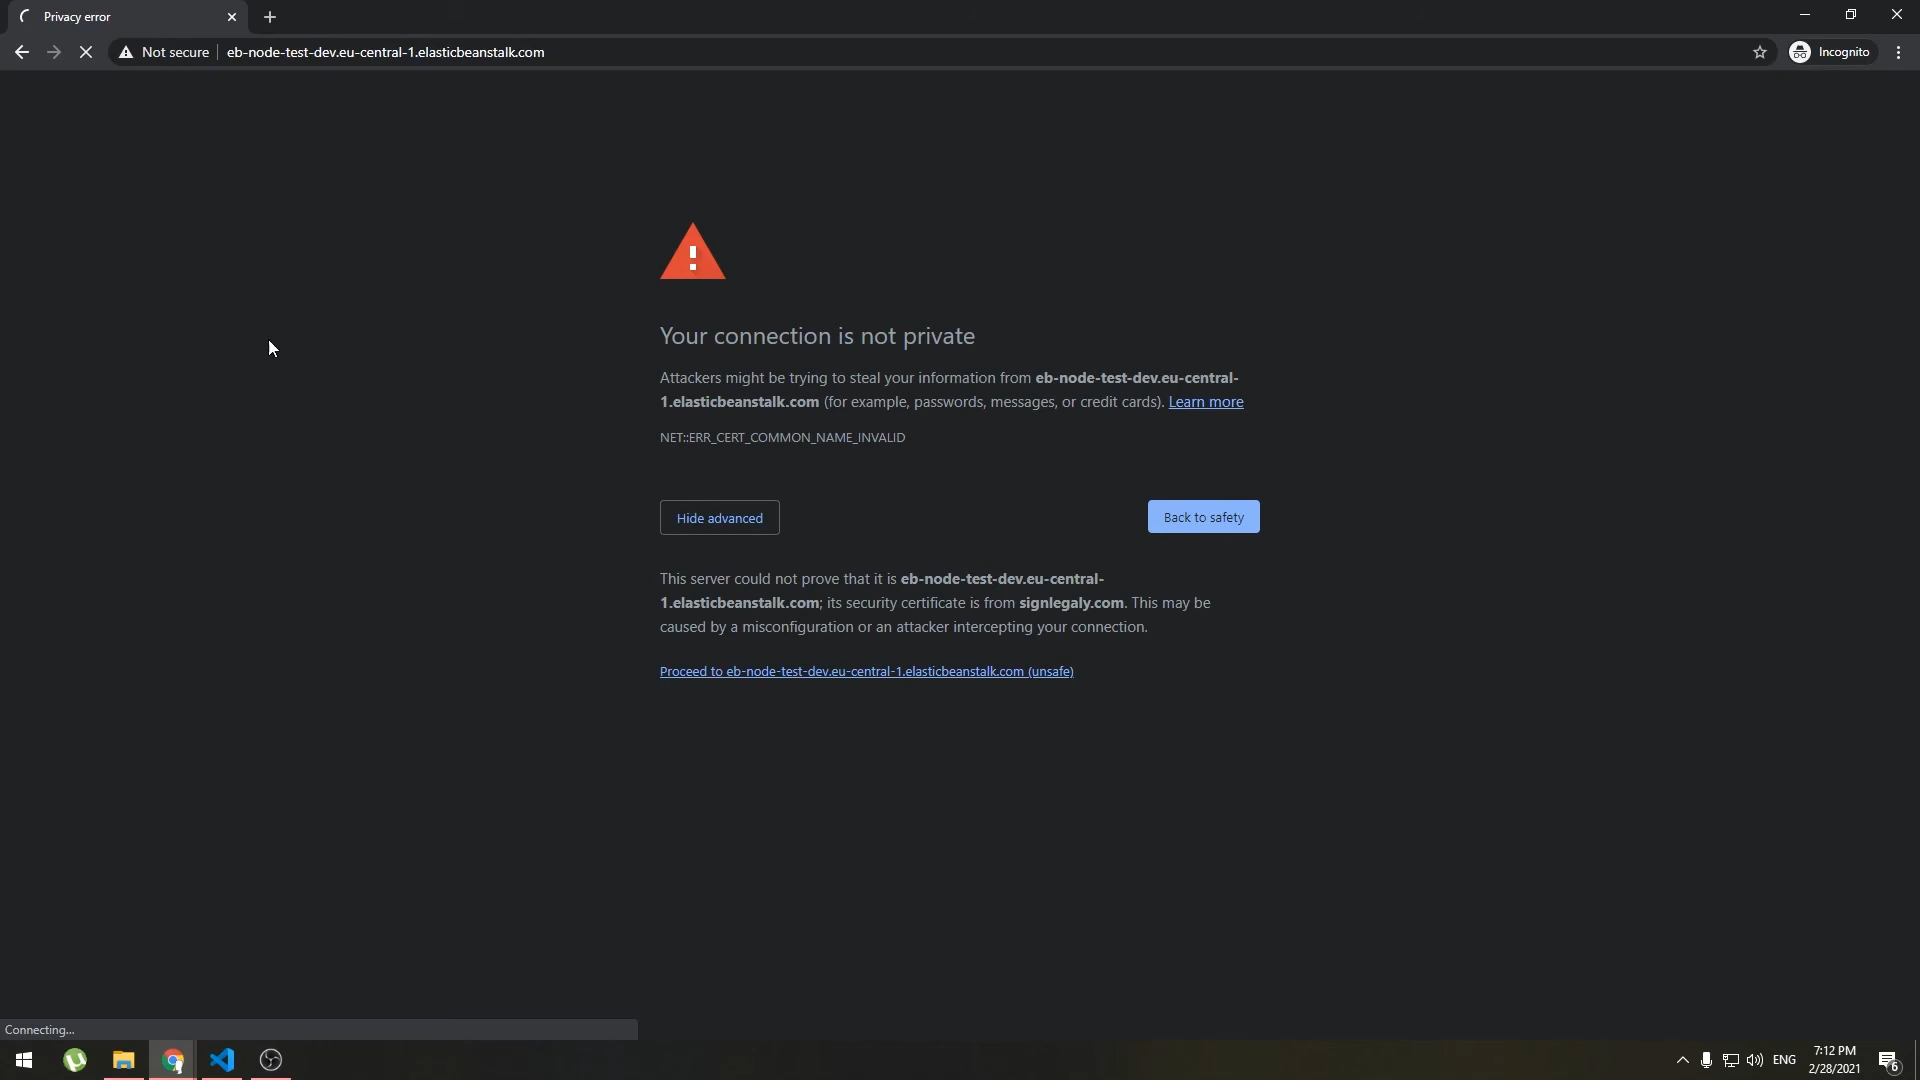 Privacy error
Not secure
eb-node-test-dev.eu-central-1.elasticbeanstalk.com
Incognito
Your connection is not private
Attackers might be trying to steal your information from eb-node-test-dev.eu-central-
1.elasticbeanstalk.com (for example, passwords, messages, or credit cards). Learn more
NET::ERR_CERT_COMMON_NAME_INVALID
Hide advanced
Back to safety
This server could not prove that it is eb-node-test-dev.eu-central-
1.elasticbeanstalk.com; its security certificate is from signlegaly.com. This may be
caused by a misconfiguration or an attacker intercepting your connection.
Proceed to eb-node-test-dev.eu-central-1.elasticbeanstalk.com (unsafe)
Connecting...
ENG
7:12 PM
2/28/2021
6